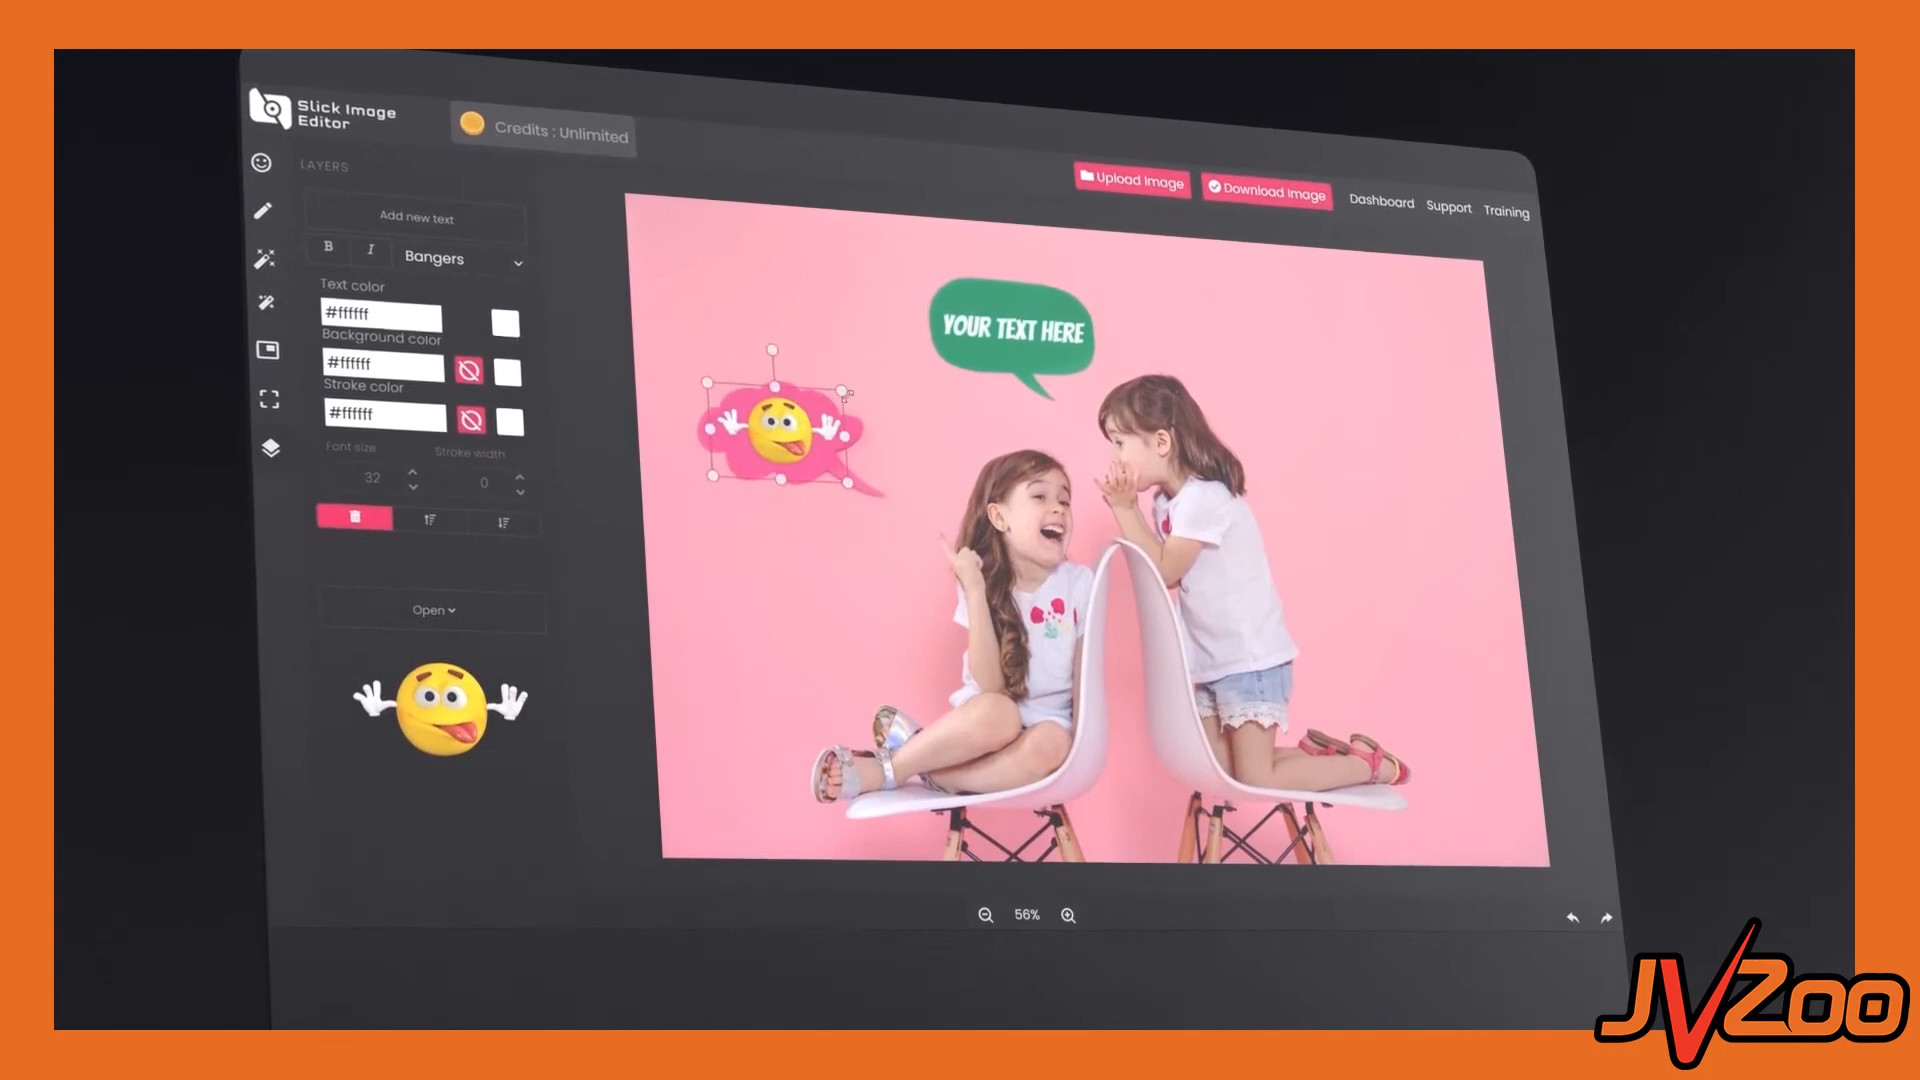 Slick Image
Editor
Credits : Unlimited
Upload Image
Download Image
Dashboard
Support
Training
LAYERS
Add new text
B
I
Bangers
Text color
#ffffff
Background color
#ffffff
Stroke color
#ffffff
Font size
Stroke width
32
0
Open
YOUR TEXT HERE
56%
JVZoo